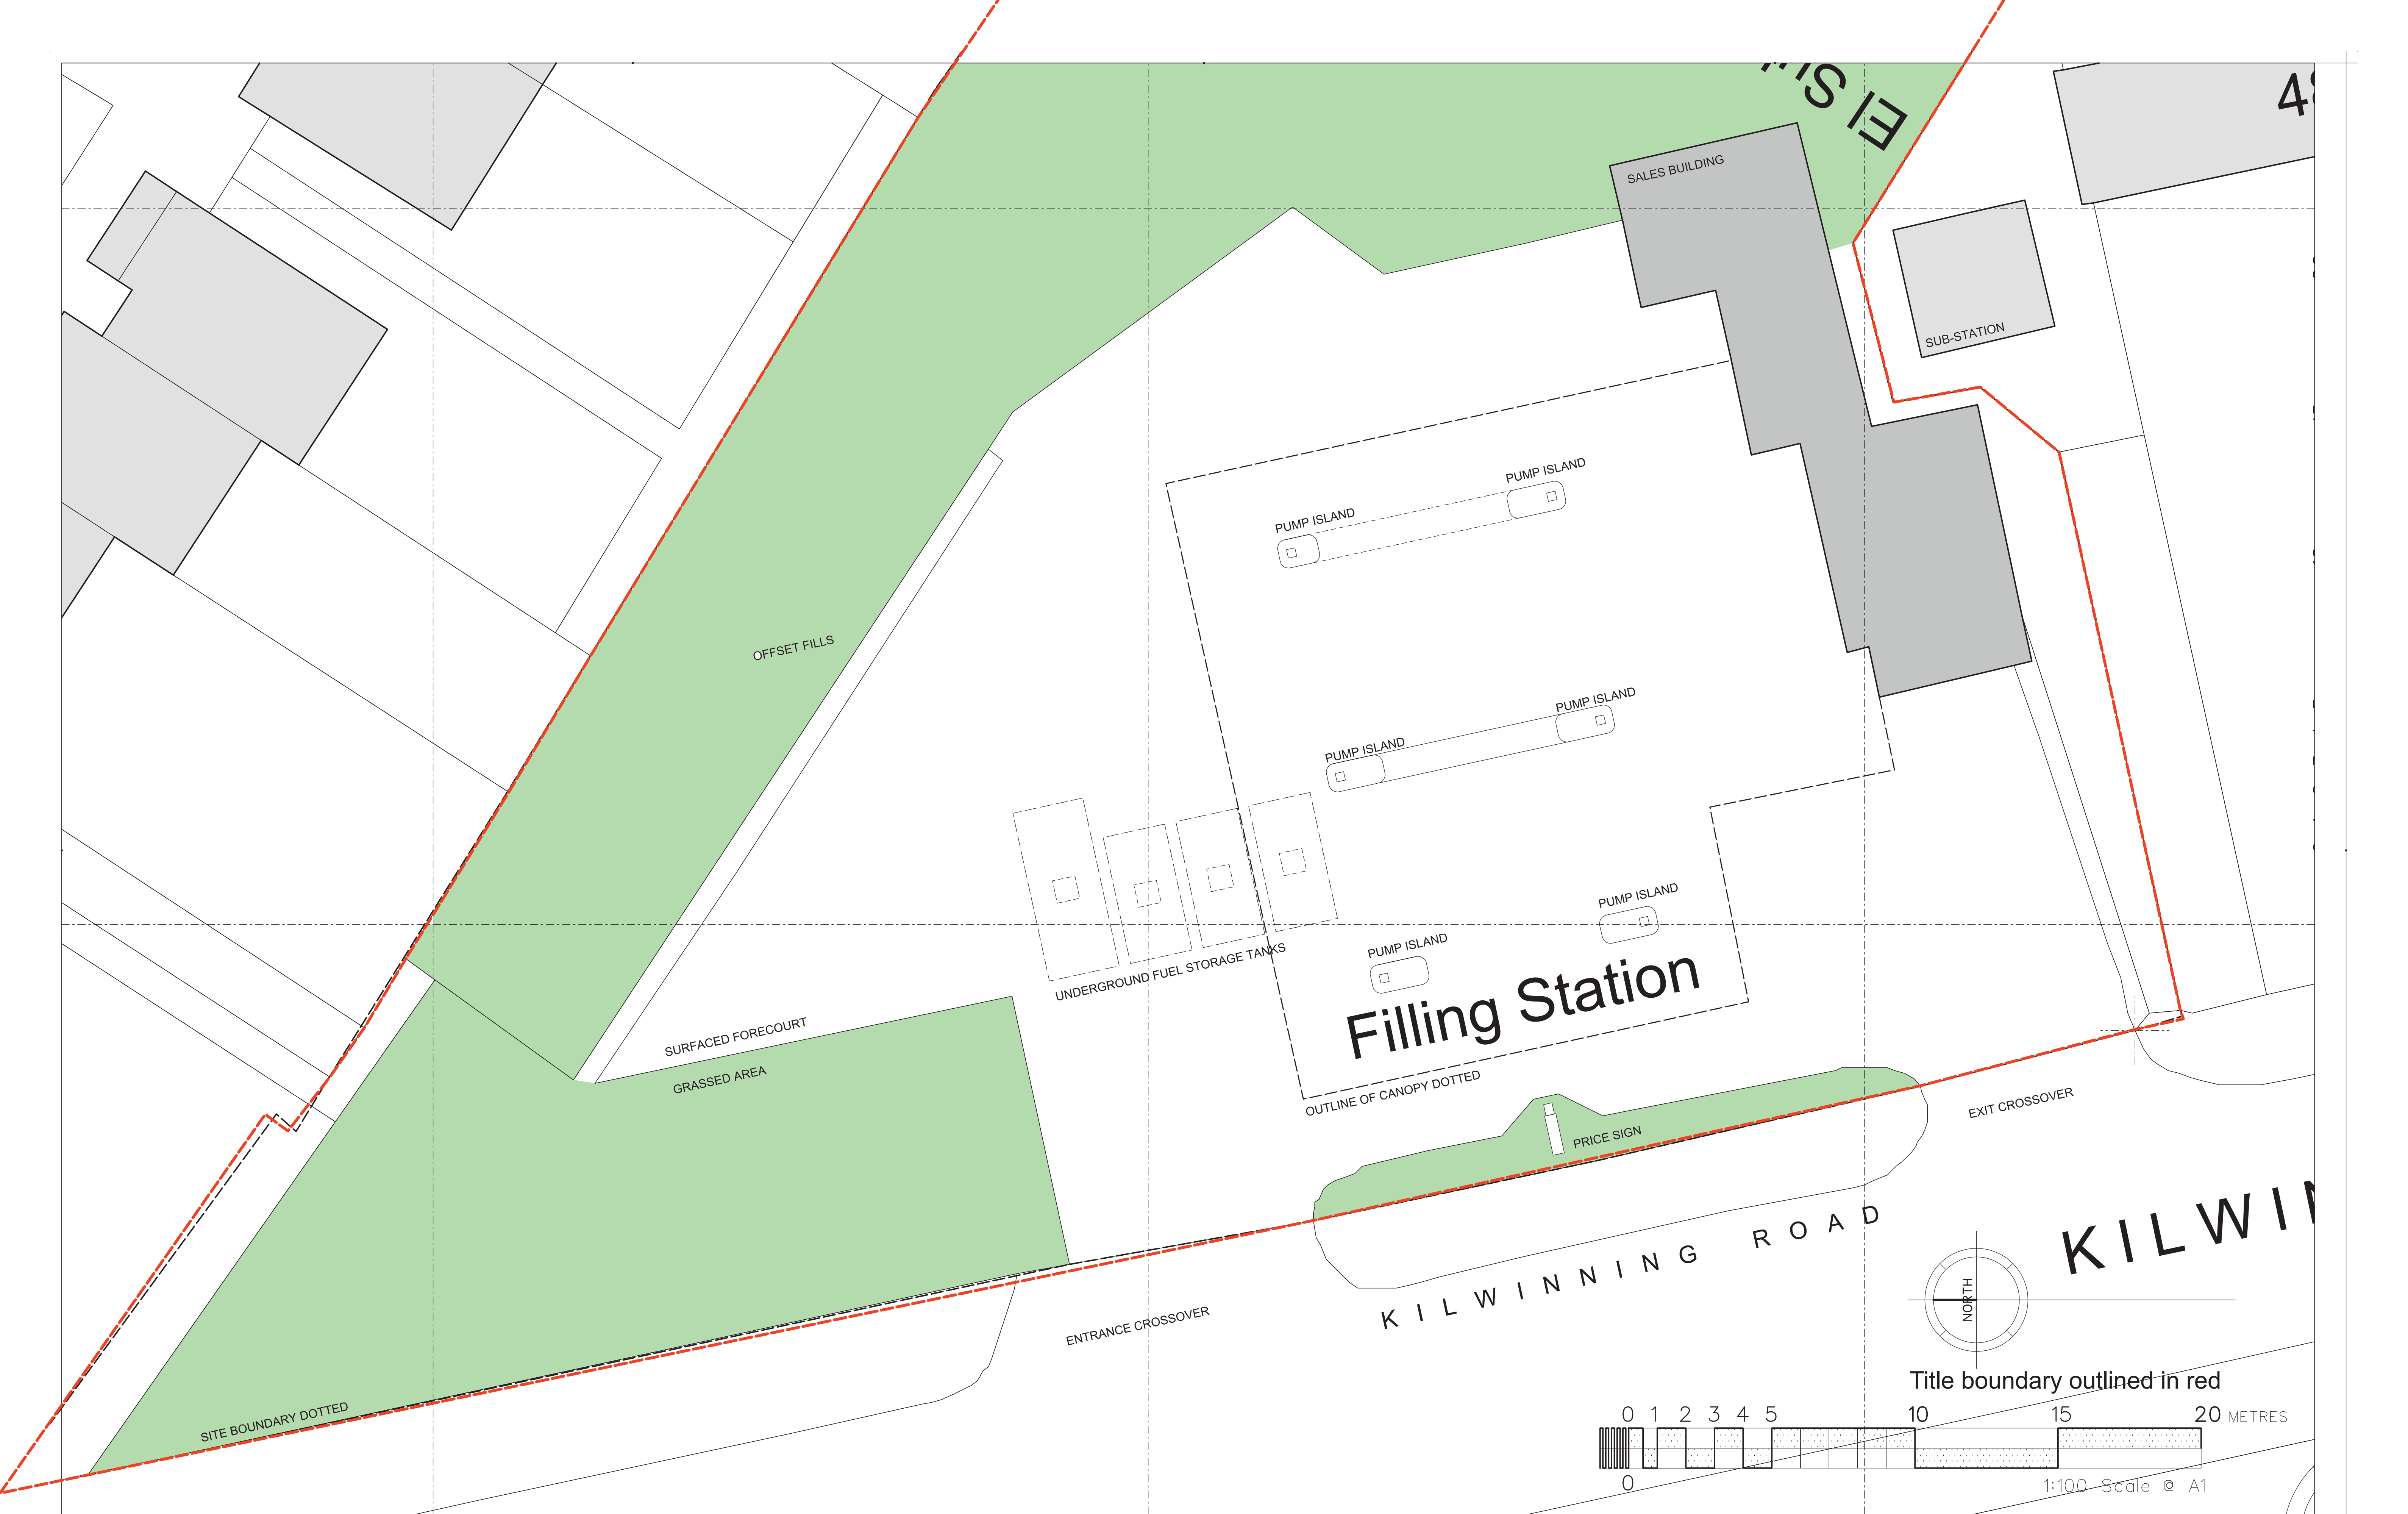 El S
48
SALES BUILDING
SUB-STATION
PUMP ISLAND
PUMP ISLAND
OFFSET FILLS
PUMP ISLAND
PUMP ISLAND
PUMP ISLAND
PUMP ISLAND
UNDERGROUND FUEL STORAGE TANKS
Filling Station
SURFACED FORECOURT
GRASSED AREA
OUTLINE OF CANOPY DOTTED
PRICE SIGN
EXIT CROSSOVER
KILWINNING ROAD
KILWIN
ENTRANCE CROSSOVER
NORTH
SITE BOUNDARY DOTTED
Title boundary outlined in red
0 1 2 3 4 5 10 15 20 METRES
0
1:100 Scale @ A1